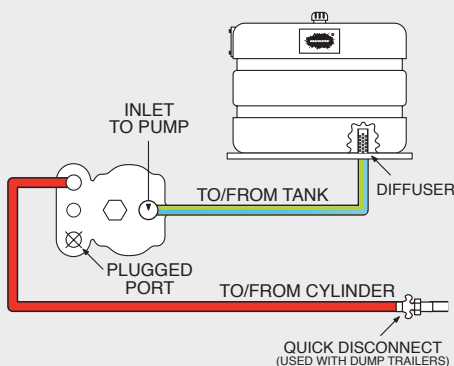 INLET
TO PUMP
DIFFUSER
TO/FROM TANK
PLUGGED
PORT
TO/FROM CYLINDER
QUICK DISCONNECT
(USED WITH DUMP TRAILERS)